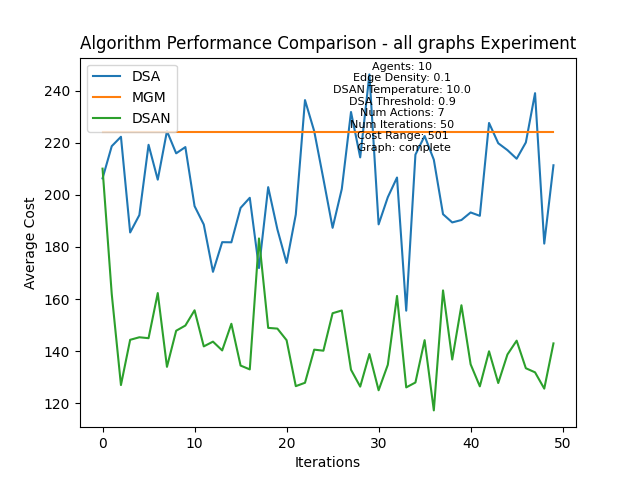 Algorithm Performance Comparison - all graphs Experiment
DSA
MGM
DSAN
Agents: 10
Edge Density: 0.1
DSAN Temperature: 10.0
DSA Threshold: 0.9
Num Actions: 7
Num Iterations: 50
Cost Range: 501
Graph: complete
Average Cost
240
220
200
180
160
140
120
0 10 20 30 40 50
Iterations